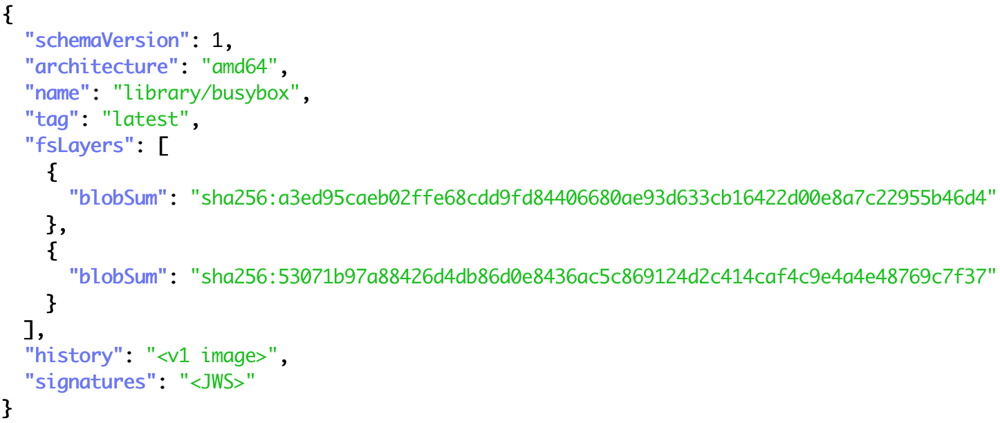 {
  "schemaVersion": 1,
  "architecture": "amd64",
  "name": "library/busybox",
  "tag": "latest",
  "fsLayers": [
    {
      "blobSum": "sha256:a3ed95caeb02ffe68cdd9fd84406680ae93d633cb16422d00e8a7c22955b46d4"
    },
    {
      "blobSum": "sha256:53071b97a88426d4db86d0e8436ac5c869124d2c414caf4c9e4a4e48769c7f37"
    }
  ],
  "history": "<v1 image>",
  "signatures": "<JWS>"
}